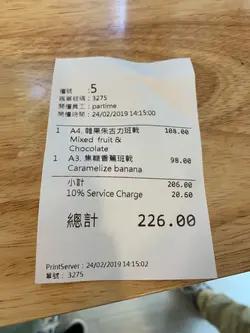 檯號 :5
賬單號碼 : 3275
開檯員工 : partime
開檯時間 : 24/02/2019 14:15:00
1 A4. 雜果朱古力班戟 108.00
Mixed fruit &
Chocolate
1 A3. 焦糖香蕉班戟 98.00
Caramelize banana
小計 206.00
10% Service Charge 20.60
總計 226.00
PrintServer : 24/02/2019 14:15:02
單號 : 3275